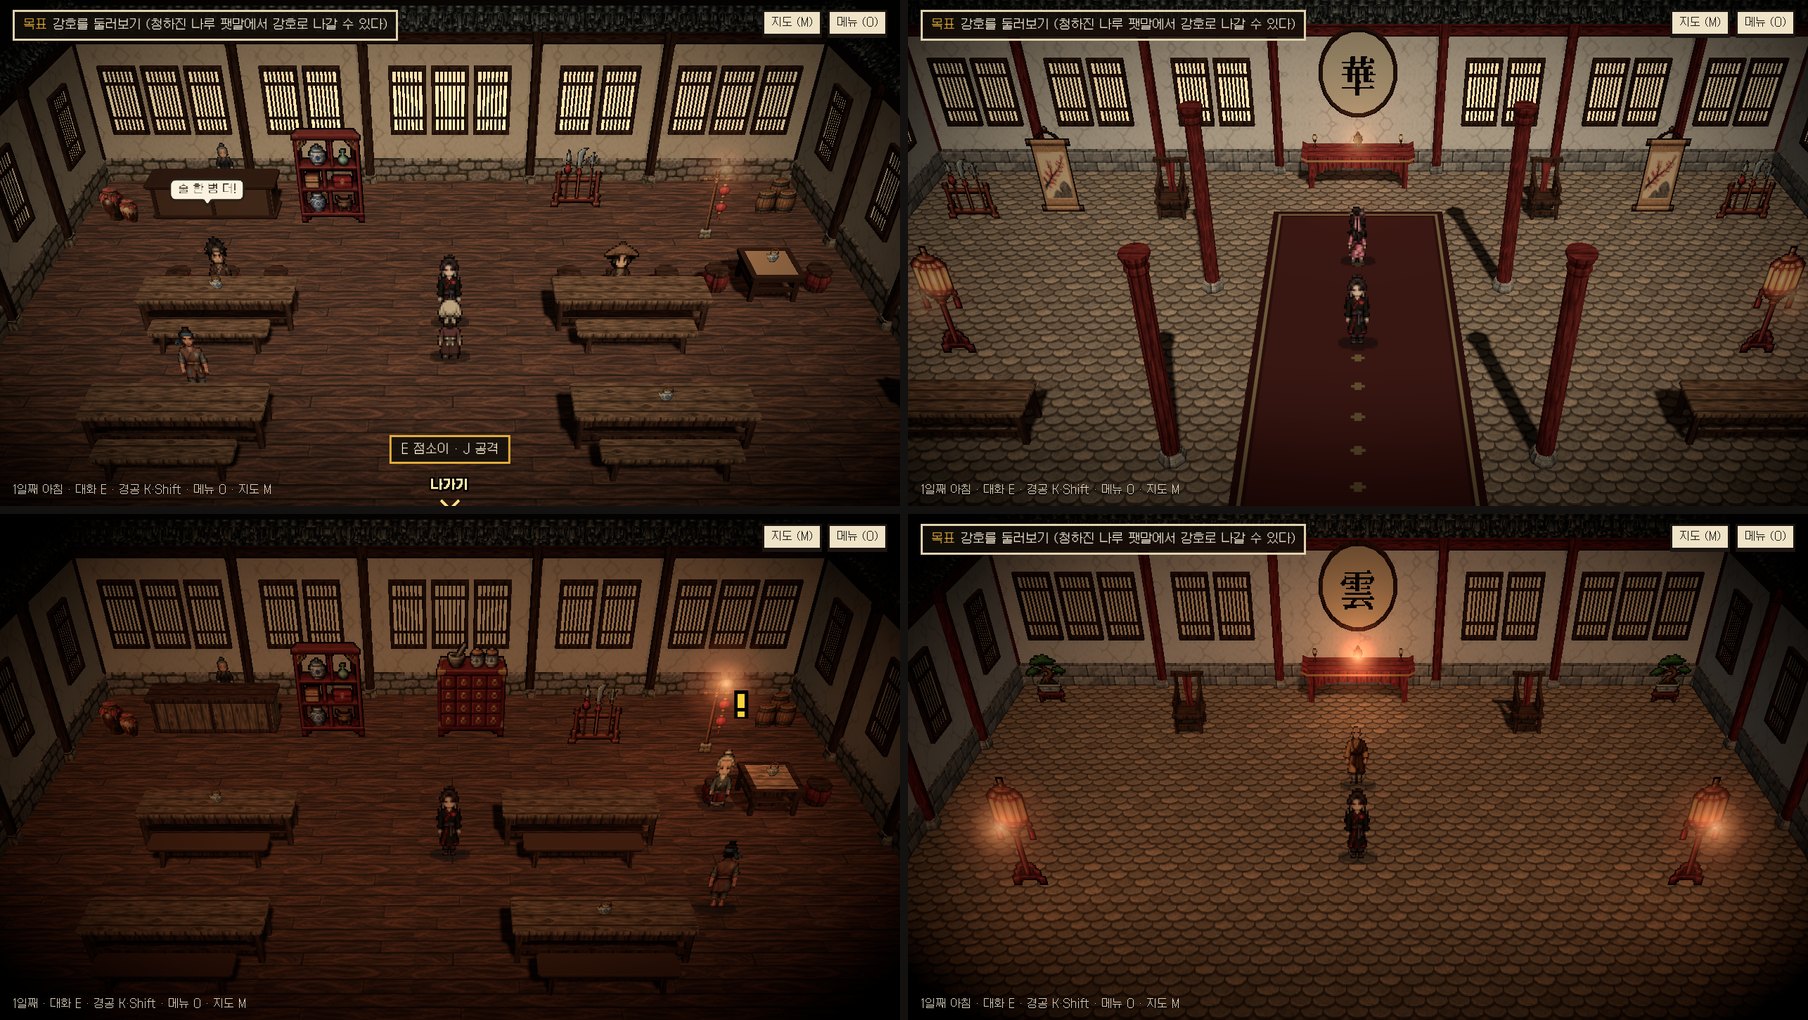 목표 강호를 둘러보기 (청하진 나루 팻말에서 강호로 나갈 수 있다)
지도 (M)
메뉴 (O)
술 한 병 더!
E 점소이 · J 공격
나가기
1일째 아침 · 대화 E · 경공 K·Shift · 메뉴 O · 지도 M
목표 강호를 둘러보기 (청하진 나루 팻말에서 강호로 나갈 수 있다)
지도 (M)
메뉴 (O)
華
1일째 아침 · 대화 E · 경공 K·Shift · 메뉴 O · 지도 M
지도 (M)
메뉴 (O)
!
1일째 · 대화 E · 경공 K·Shift · 메뉴 O · 지도 M
목표 강호를 둘러보기 (청하진 나루 팻말에서 강호로 나갈 수 있다)
지도 (M)
메뉴 (O)
雲
1일째 아침 · 대화 E · 경공 K·Shift · 메뉴 O · 지도 M